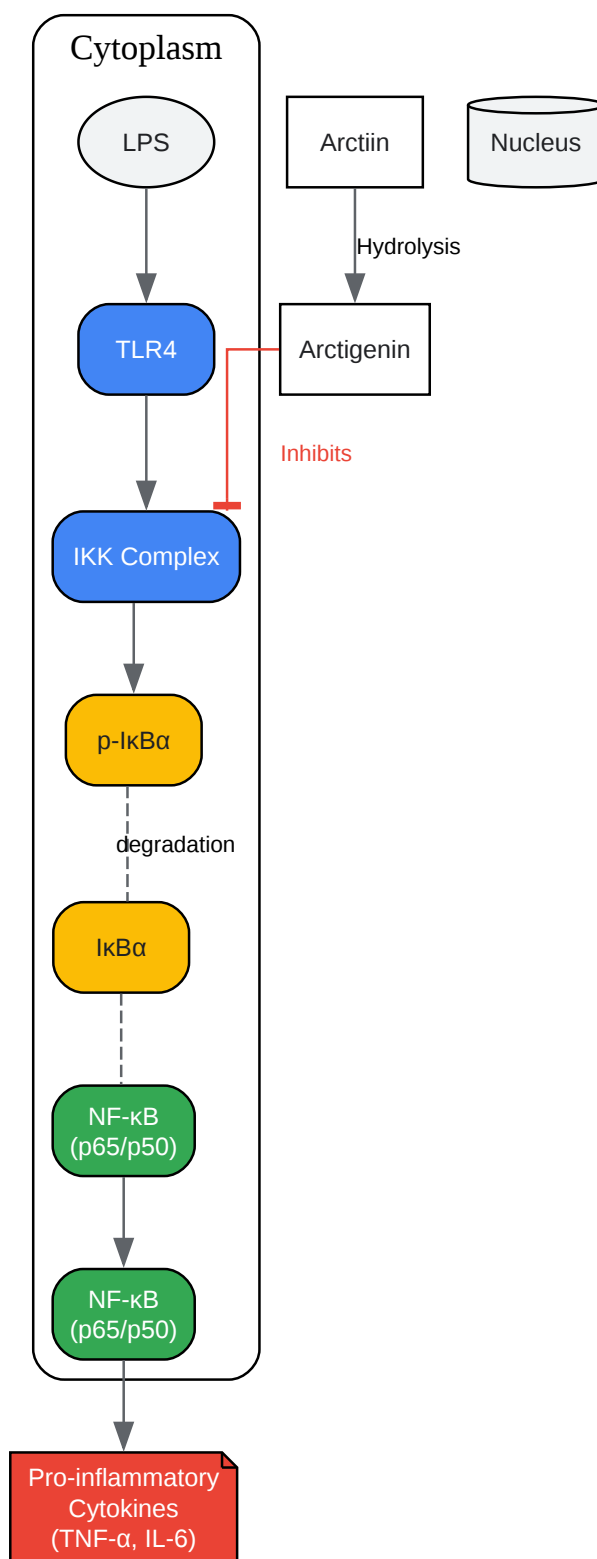 Cytoplasm
LPS
Arctiin
Nucleus
Hydrolysis
TLR4
Arctigenin
Inhibits
IKK Complex
p-IκBα
degradation
IκBα
NF-κB
(p65/p50)
NF-κB
(p65/p50)
Pro-inflammatory
Cytokines
(TNF-α, IL-6)